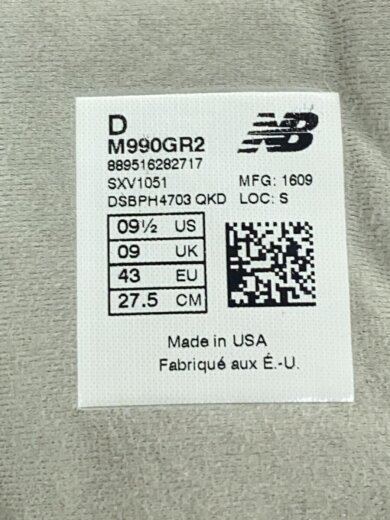 D
NB
M990GR2
889516282717
SXV1051 MFG: 1609
DSBPH4703 QKD LOC: S
09½ US
09 UK
43 EU
27.5 CM
Made in USA
Fabriqué aux É.-U.